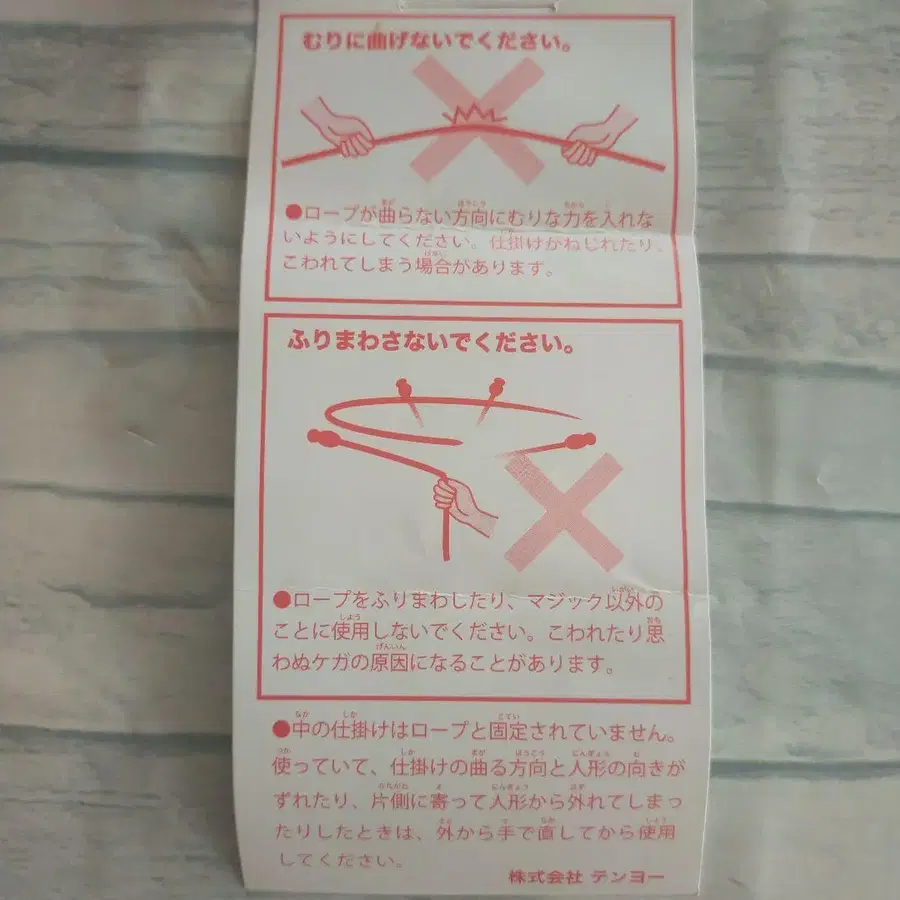 むりに曲げないでください。
●ロープが曲らない方向にむりな力を入れな
いようにしてください。仕掛けがねじれたり、
こわれてしまう場合があります。
ふりまわさないでください。
●ロープをふりまわしたり、マジック以外の
ことに使用しないでください。こわれたり思
わぬケガの原因になることがあります。
●中の仕掛けはロープと固定されていません。
使っていて、仕掛けの曲る方向と人形の向きが
ずれたり、片側に寄って人形から外れてしまっ
たりしたときは、外から手で直してから使用
してください。
株式会社 テンヨー